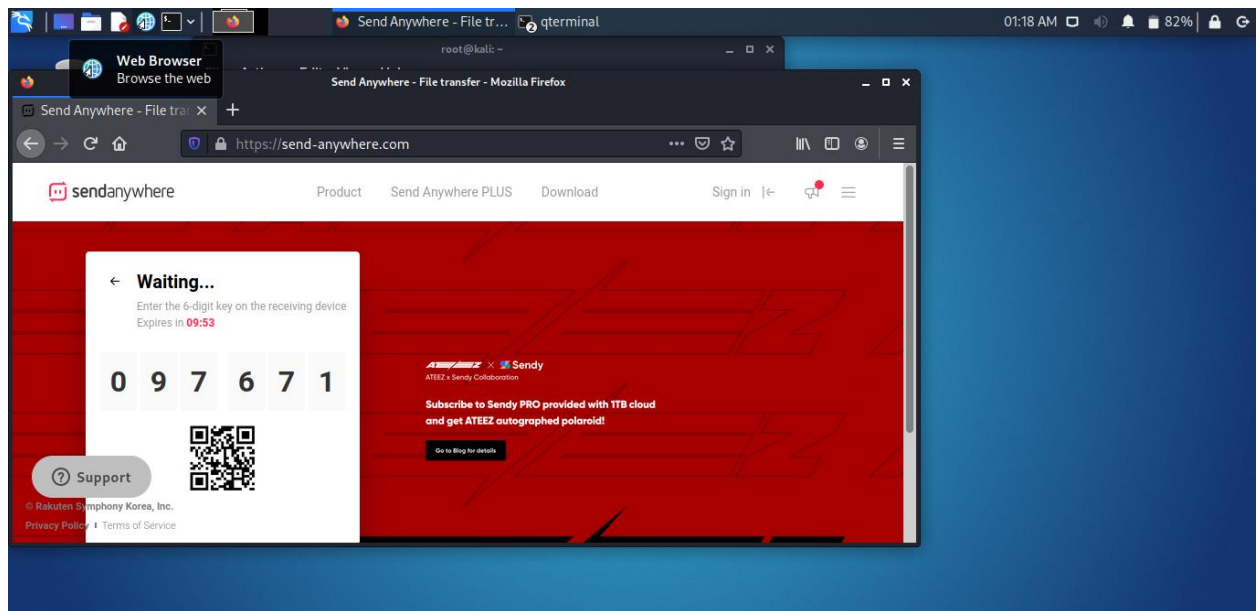 Send Anywhere - File tr... qterminal 01:18 AM 82%
root@kali: ~
Web Browser
Browse the web
Send Anywhere - File transfer - Mozilla Firefox
Send Anywhere - File tran
https://send-anywhere.com
sendanywhere Product Send Anywhere PLUS Download Sign in
Waiting...
Enter the 6-digit key on the receiving device
Expires in 09:53
0 9 7 6 7 1
ATEEZ × Sendy
ATEEZ x Sendy Collaboration
Subscribe to Sendy PRO provided with 1TB cloud
and get ATEEZ autographed polaroid!
Go to Blog for details
Support
© Rakuten Symphony Korea, Inc.
Privacy Policy Terms of Service